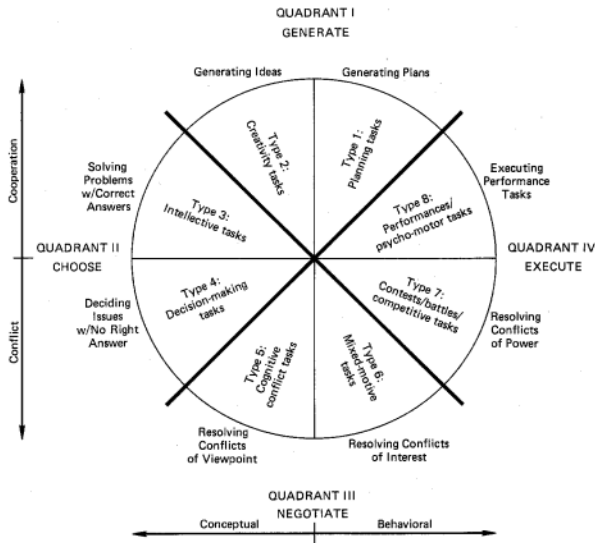 QUADRANT I
GENERATE
Generating Ideas
Generating Plans
Cooperation
Solving
Problems
w/Correct
Answers
Type 2:
Creativity tasks
Type 1:
Planning tasks
Executing
Performance
Tasks
Type 3:
Intellective tasks
Type 8:
Performances/
psycho-motor tasks
QUADRANT II
CHOOSE
QUADRANT IV
EXECUTE
Conflict
Deciding
Issues
w/No Right
Answer
Type 4:
Decision-making
tasks
Type 5:
Cognitive
conflict tasks
Type 6:
Mixed-motive
tasks
Type 7:
Contests/battles/
competitive tasks
Resolving
Conflicts
of Power
Resolving
Conflicts
of Viewpoint
Resolving Conflicts
of Interest
QUADRANT III
NEGOTIATE
Conceptual
Behavioral